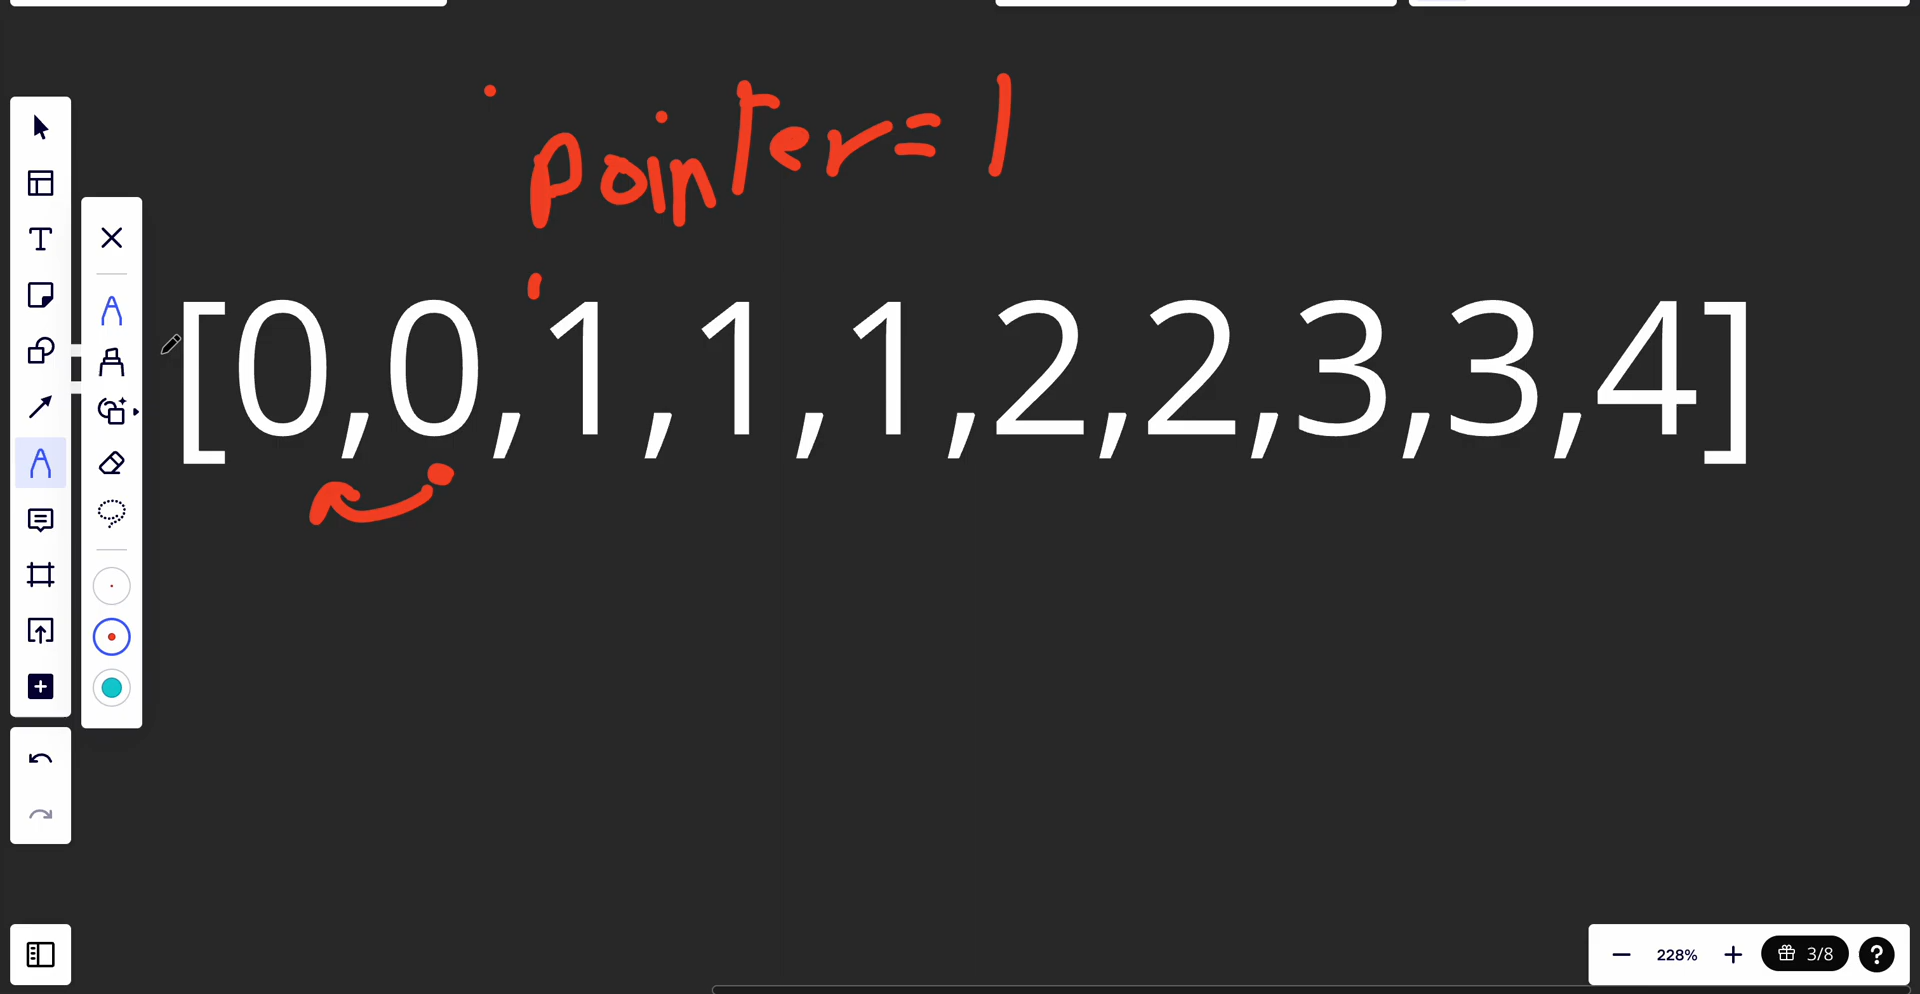 pointer= 1
[0,0,1,1,1,2,2,3,3,4]
228%
3/8
?